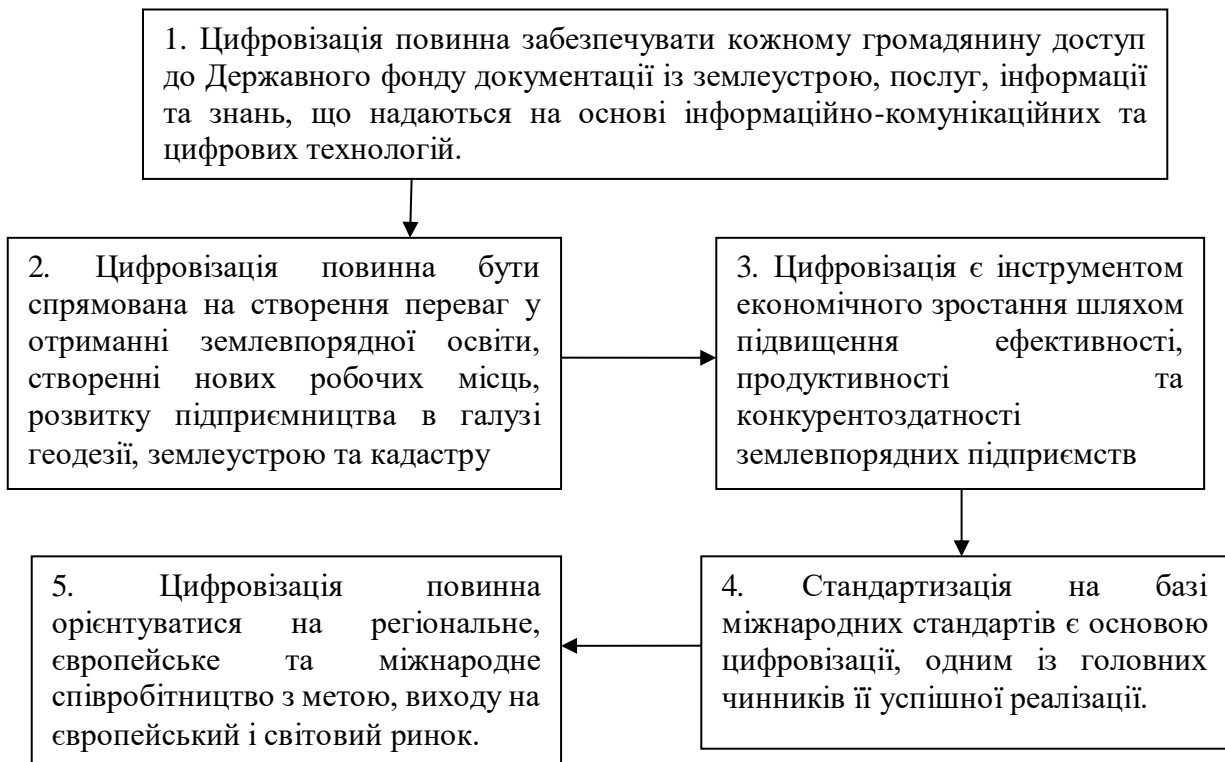 1. Цифровізація повинна забезпечувати кожному громадянину доступ
до Державного фонду документації із землеустрою, послуг, інформації
та знань, що надаються на основі інформаційно-комунікаційних та
цифрових технологій.
2. Цифровізація повинна бути
спрямована на створення переваг у
отриманні землевпорядної освіти,
створенні нових робочих місць,
розвитку підприємництва в галузі
геодезії, землеустрою та кадастру
3. Цифровізація є інструментом
економічного зростання шляхом
підвищення ефективності,
продуктивності та
конкурентоздатності
землевпорядних підприємств
4. Стандартизація на базі
міжнародних стандартів є основою
цифровізації, одним із головних
чинників її успішної реалізації.
5. Цифровізація повинна
орієнтуватися на регіональне,
європейське та міжнародне
співробітництво з метою, виходу на
європейський і світовий ринок.